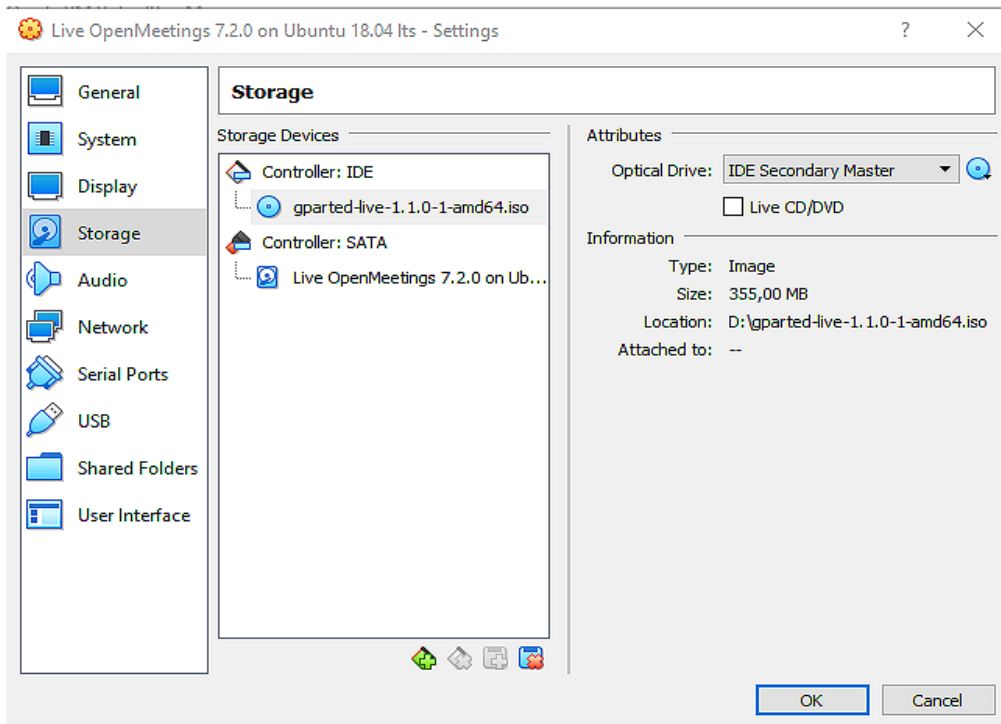 Live OpenMeetings 7.2.0 on Ubuntu 18.04 lts - Settings
?
General
System
Display
Storage
Audio
Network
Serial Ports
USB
Shared Folders
User Interface
Storage
Storage Devices
Controller: IDE
gparted-live-1.1.0-1-amd64.iso
Controller: SATA
Live OpenMeetings 7.2.0 on Ub...
Attributes
Optical Drive: IDE Secondary Master
Live CD/DVD
Information
Type: Image
Size: 355,00 MB
Location: D:\gparted-live-1.1.0-1-amd64.iso
Attached to: --
OK
Cancel